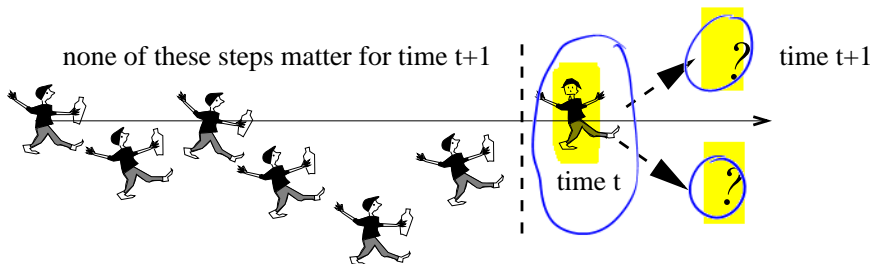 none of these steps matter for time t+1
time t+1
?
time t
?